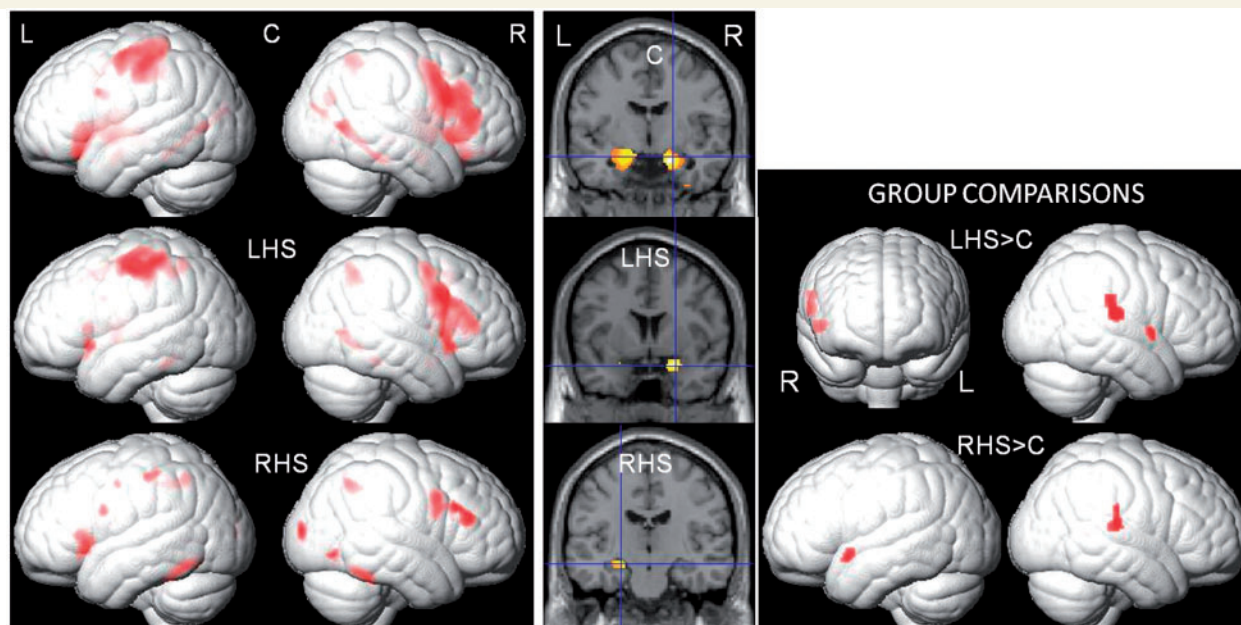 L C R
LHS
RHS
L R
C
LHS
RHS
GROUP COMPARISONS
LHS>C
R L
RHS>C